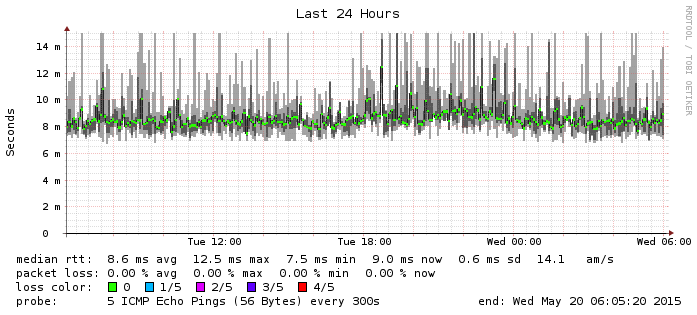 Last 24 Hours
RRDTOOL / TOBI OETIKER
Seconds
14 m
12 m
10 m
8 m
6 m
4 m
2 m
0
Tue 12:00 Tue 18:00 Wed 00:00 Wed 06:00
median rtt: 8.6 ms avg 12.5 ms max 7.5 ms min 9.0 ms now 0.6 ms sd 14.1 am/s
packet loss: 0.00 % avg 0.00 % max 0.00 % min 0.00 % now
loss color: 0 1/5 2/5 3/5 4/5
probe: 5 ICMP Echo Pings (56 Bytes) every 300s end: Wed May 20 06:05:20 2015